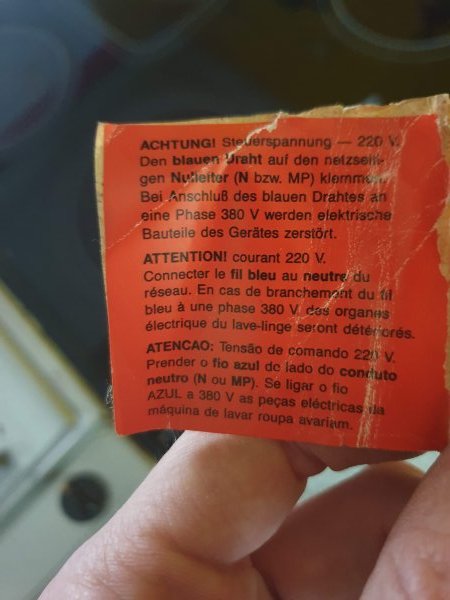 ACHTUNG! Steuerspannung — 220 V.
Den blauen Draht auf den netzseiti-
gen Nulleiter (N bzw. MP) klemmen.
Bei Anschluß des blauen Drahtes an
eine Phase 380 V werden elektrische
Bauteile des Gerätes zerstört.
ATTENTION! courant 220 V.
Connecter le fil bleu au neutre du
réseau. En cas de branchement du fil
bleu à une phase 380 V des organes
électrique du lave-linge seront détériorés.
ATENCAO: Tensão de comando 220 V.
Prender o fio azul do lado do conduto
neutro (N ou MP). Se ligar o fio
AZUL a 380 V as peças eléctricas da
máquina de lavar roupa avariam.